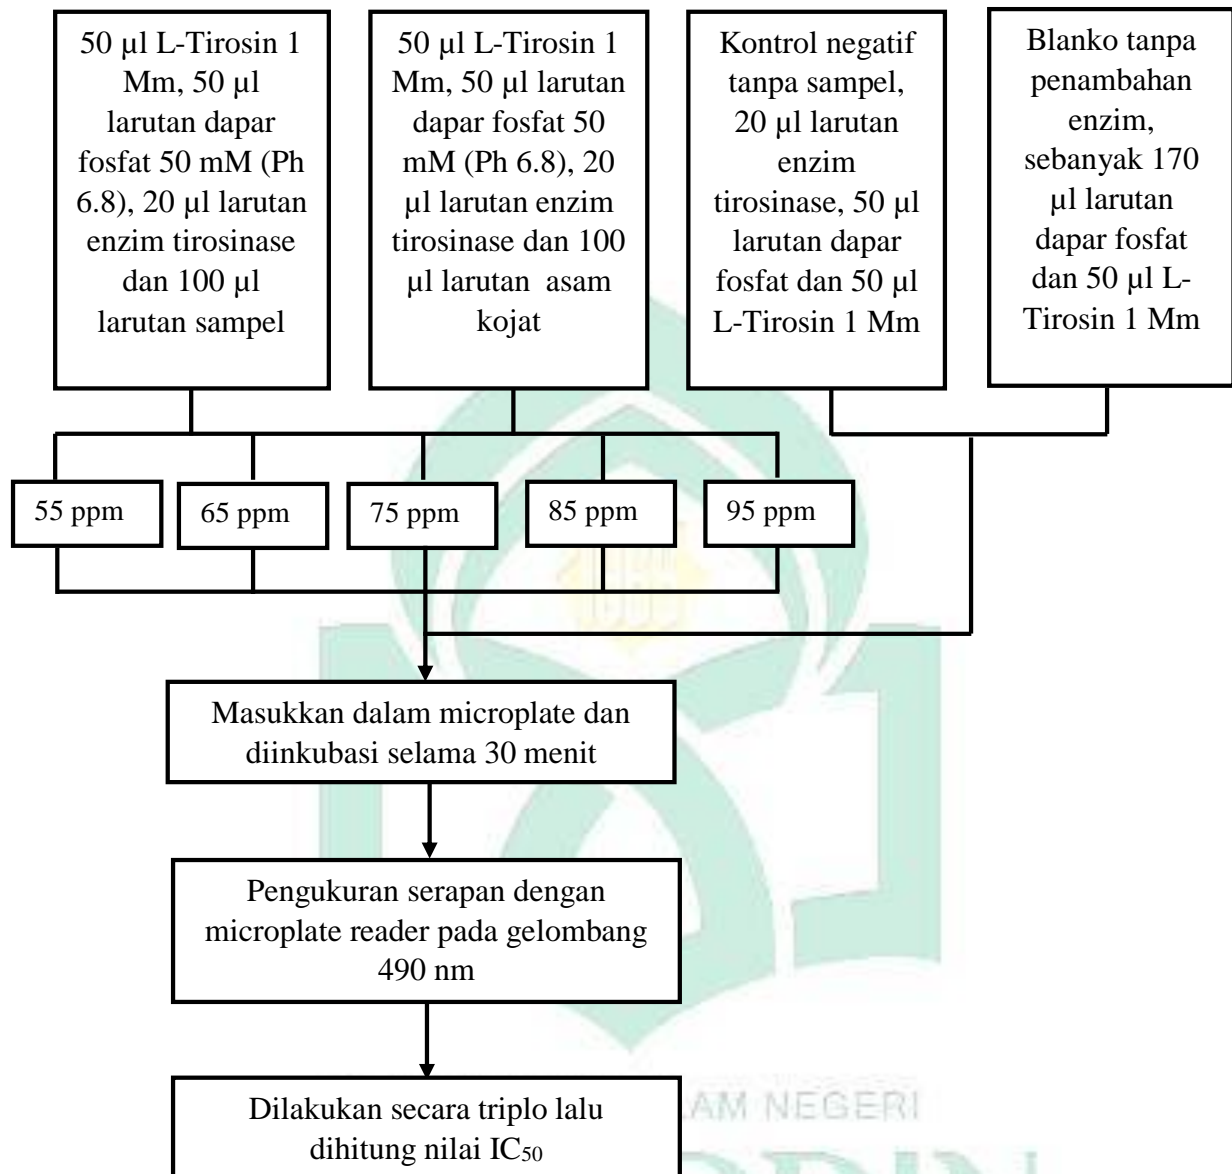 50 µl L-Tirosin 1
Mm, 50 µl
larutan dapar
fosfat 50 mM (Ph
6.8), 20 µl larutan
enzim tirosinase
dan 100 µl
larutan sampel
50 µl L-Tirosin 1
Mm, 50 µl larutan
dapar fosfat 50
mM (Ph 6.8), 20
µl larutan enzim
tirosinase dan 100
µl larutan asam
kojat
Kontrol negatif
tanpa sampel,
20 µl larutan
enzim
tirosinase, 50 µl
larutan dapar
fosfat dan 50 µl
L-Tirosin 1 Mm
Blanko tanpa
penambahan
enzim,
sebanyak 170
µl larutan
dapar fosfat
dan 50 µl L-
Tirosin 1 Mm
55 ppm
65 ppm
75 ppm
85 ppm
95 ppm
Masukkan dalam microplate dan
diinkubasi selama 30 menit
Pengukuran serapan dengan
microplate reader pada gelombang
490 nm
Dilakukan secara triplo lalu
dihitung nilai IC₅₀
AM NEGERI